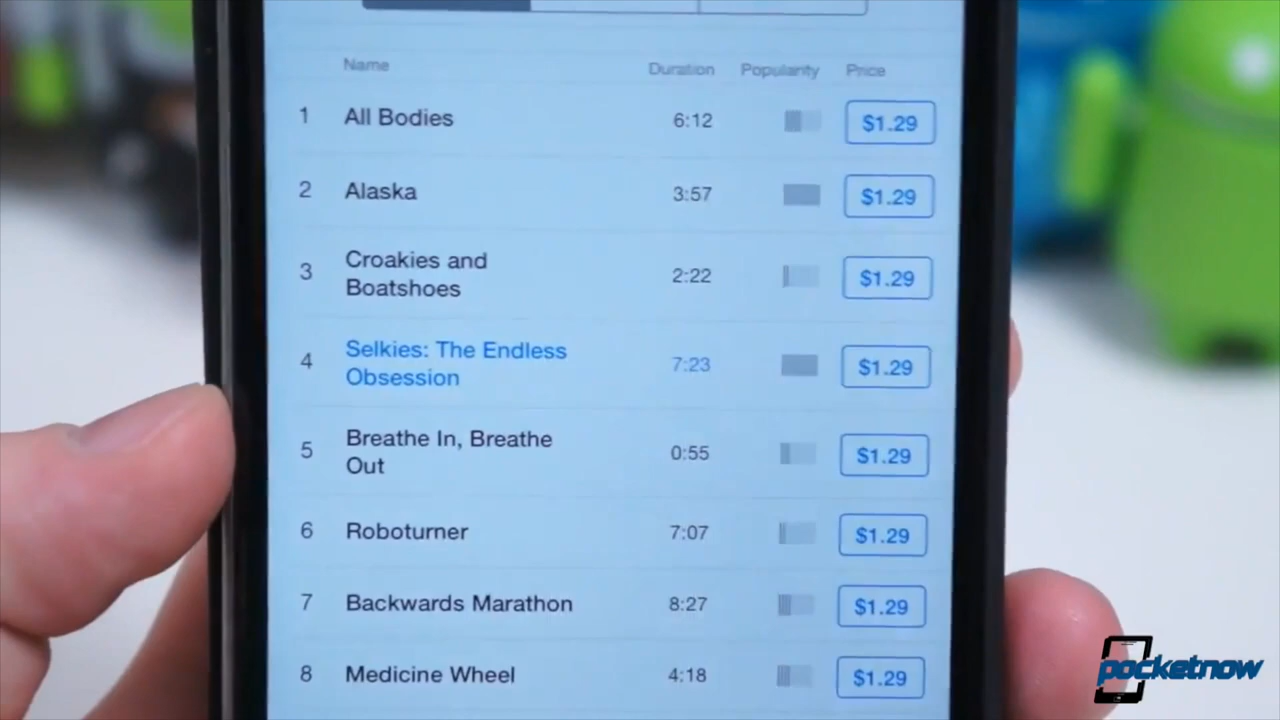 Name Duration Popularity Price
1 All Bodies 6:12 $1.29
2 Alaska 3:57 $1.29
3 Croakies and
Boatshoes 2:22 $1.29
4 Selkies: The Endless
Obsession 7:23 $1.29
5 Breathe In, Breathe
Out 0:55 $1.29
6 Roboturner 7:07 $1.29
7 Backwards Marathon 8:27 $1.29
8 Medicine Wheel 4:18 $1.29
pocketnow